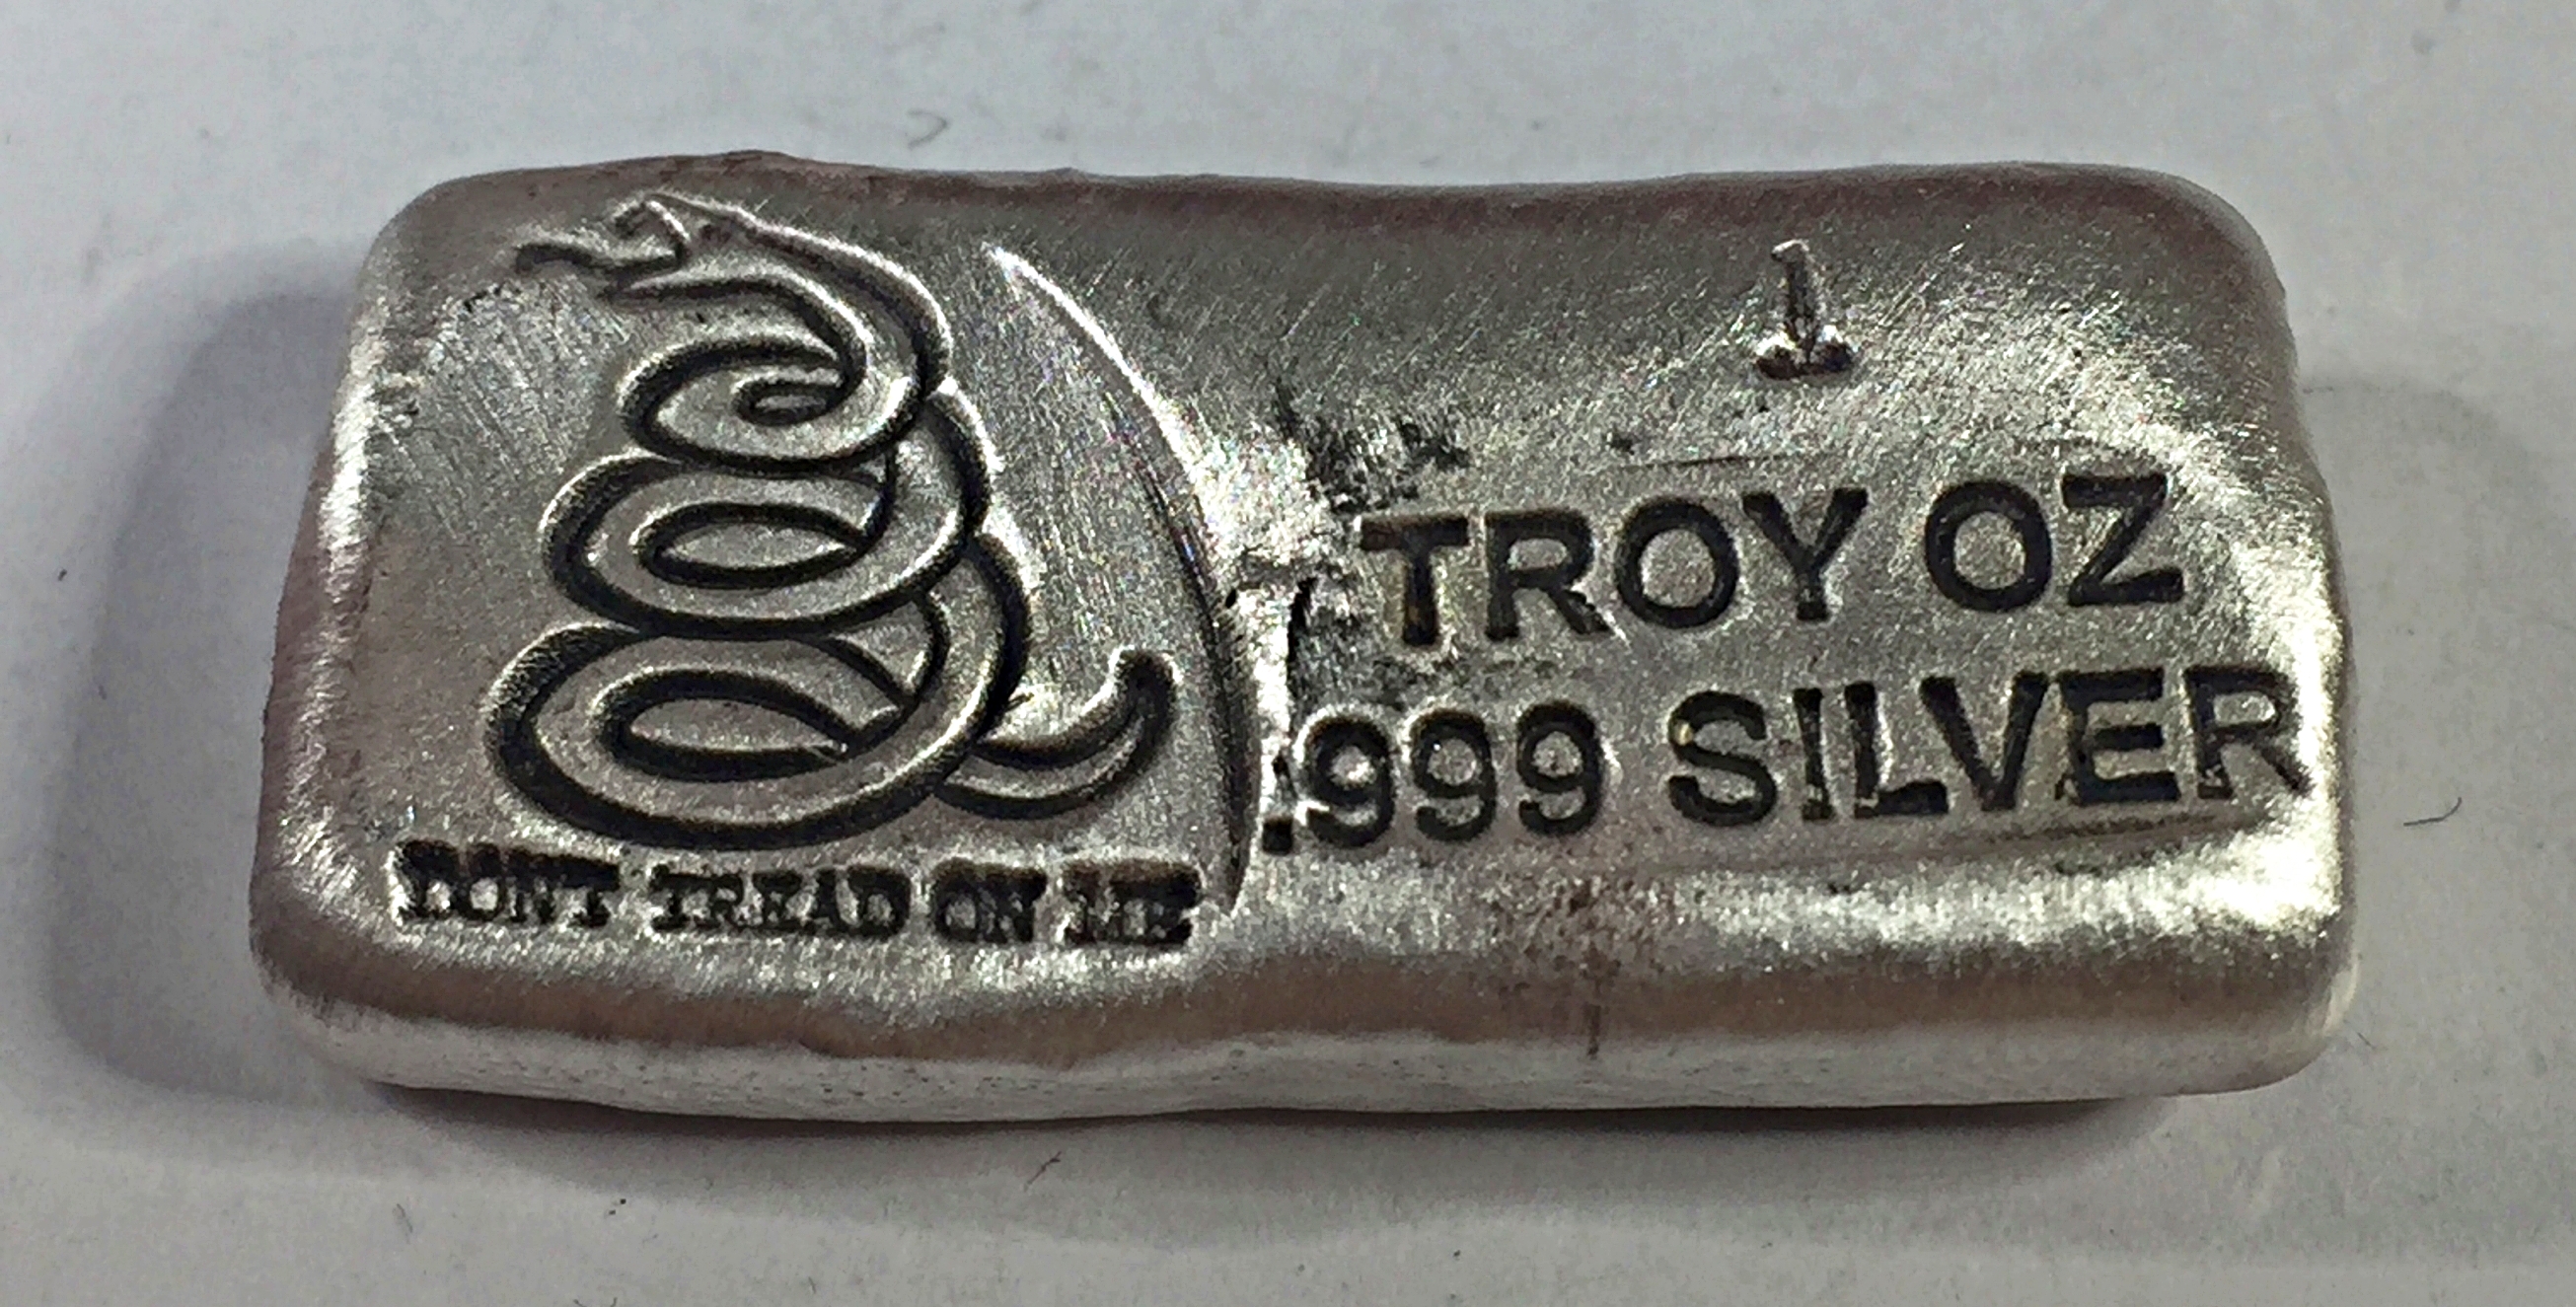 1
TROY OZ
.999 SILVER
DONT TREAD ON ME